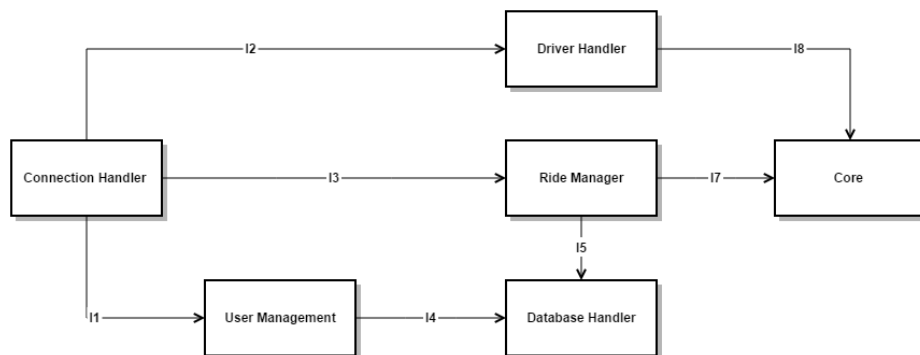 I2
Driver Handler
I8
Connection Handler
I3
Ride Manager
I7
Core
I5
I1
User Management
I4
Database Handler